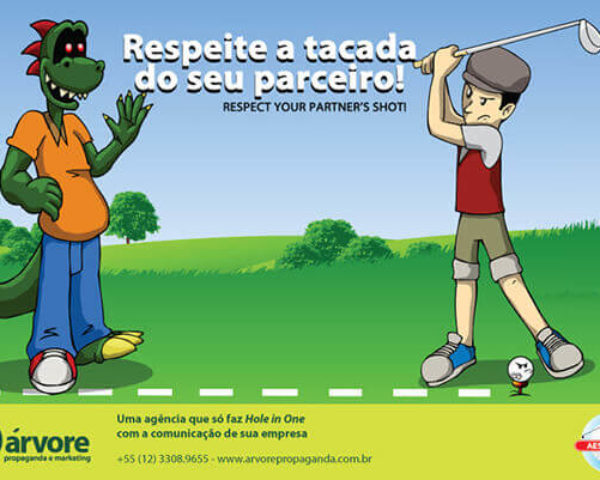 Respeite a tacada
do seu parceiro!
RESPECT YOUR PARTNER'S SHOT!
Uma agência que só faz Hole in One
com a comunicação de sua empresa
árvore
propaganda e marketing
+55 (12) 3308.9655 - www.arvorepropaganda.com.br